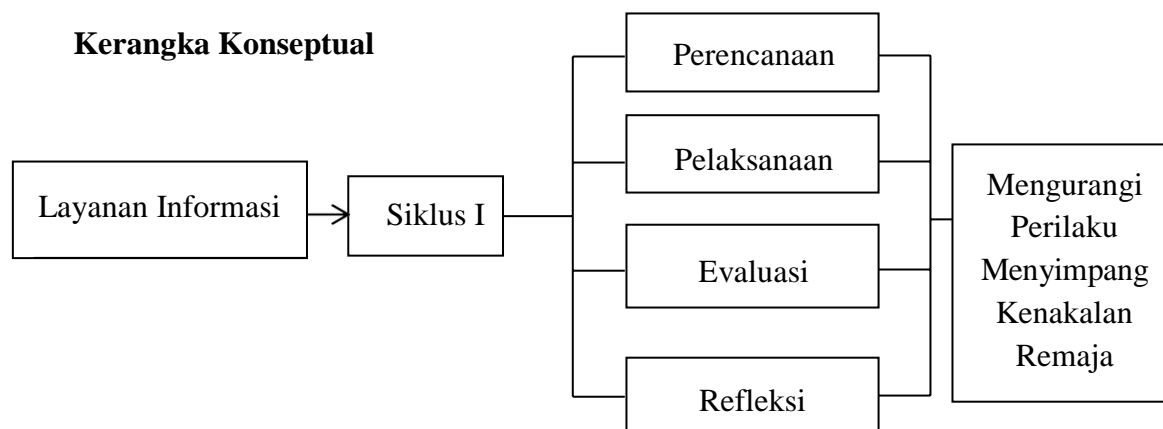 Kerangka Konseptual
Layanan Informasi
Siklus I
Perencanaan
Pelaksanaan
Evaluasi
Refleksi
Mengurangi
Perilaku
Menyimpang
Kenakalan
Remaja